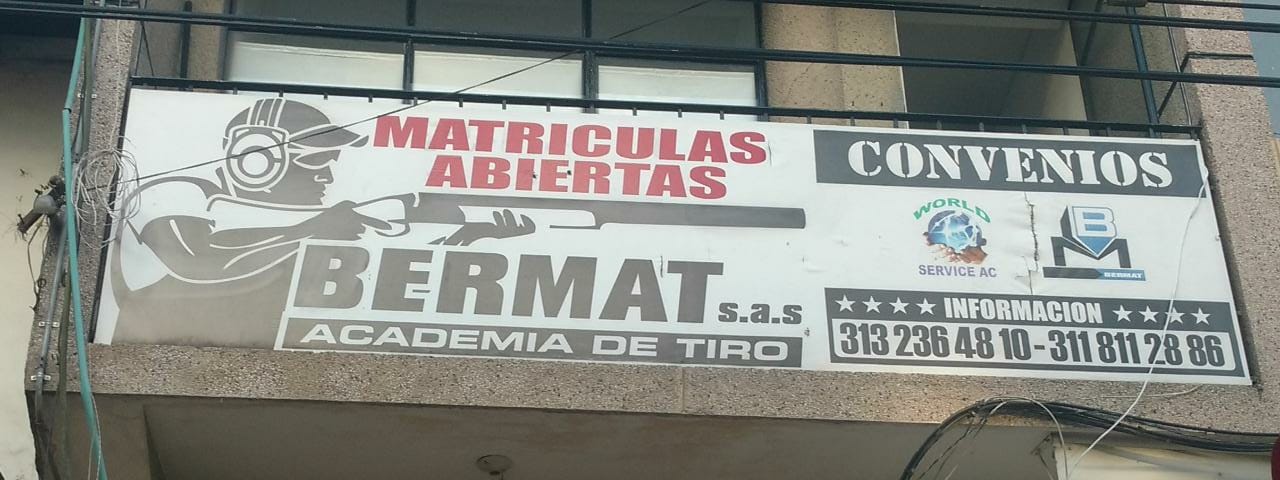 MATRICULAS
ABIERTAS
BERMAT s.a.s
ACADEMIA DE TIRO
CONVENIOS
WORLD
SERVICE AC
B
M
BERMAT
INFORMACION
313 236 48 10 - 311 811 28 86